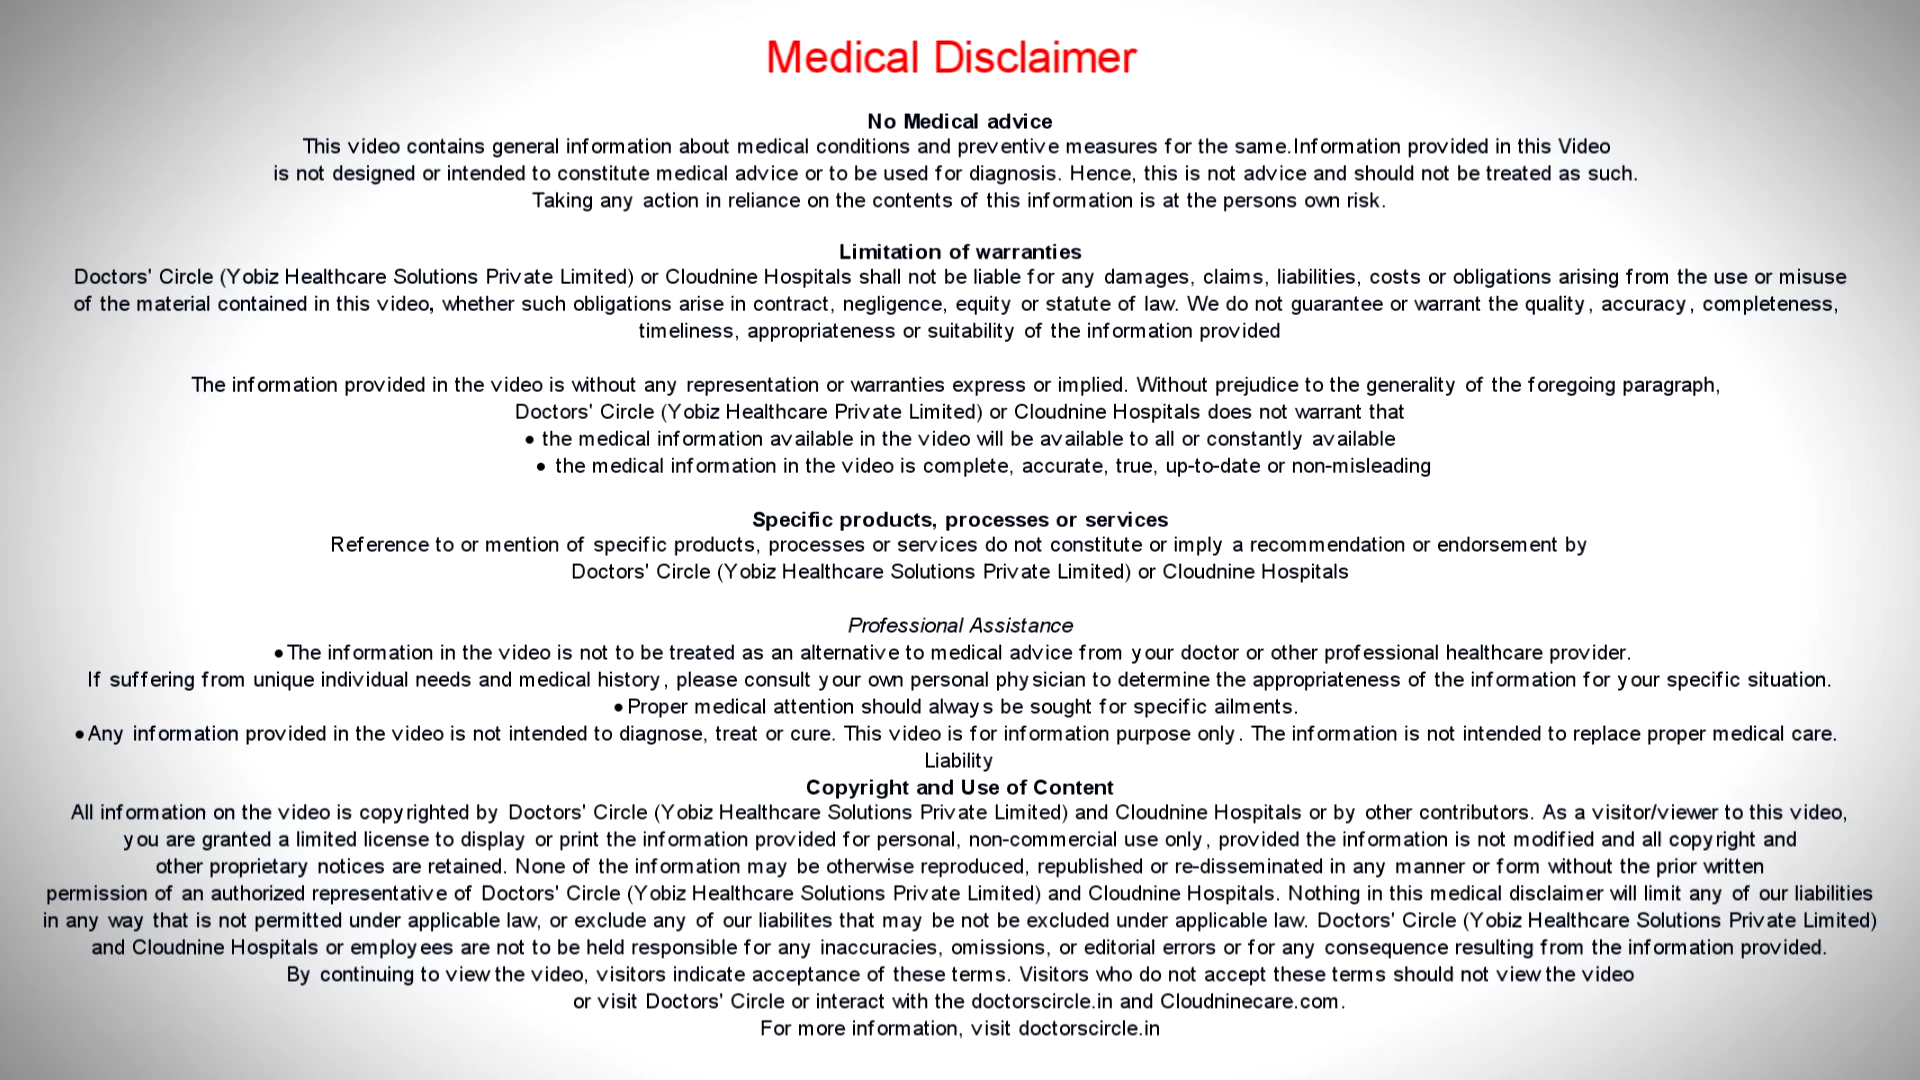 Medical Disclaimer
No Medical advice
This video contains general information about medical conditions and preventive measures for the same.Information provided in this Video
is not designed or intended to constitute medical advice or to be used for diagnosis. Hence, this is not advice and should not be treated as such.
Taking any action in reliance on the contents of this information is at the persons own risk.
Limitation of warranties
Doctors' Circle (Yobiz Healthcare Solutions Private Limited) or Cloudnine Hospitals shall not be liable for any damages, claims, liabilities, costs or obligations arising from the use or misuse
of the material contained in this video, whether such obligations arise in contract, negligence, equity or statute of law. We do not guarantee or warrant the quality, accuracy, completeness,
timeliness, appropriateness or suitability of the information provided
The information provided in the video is without any representation or warranties express or implied. Without prejudice to the generality of the foregoing paragraph,
Doctors' Circle (Yobiz Healthcare Private Limited) or Cloudnine Hospitals does not warrant that
• the medical information available in the video will be available to all or constantly available
• the medical information in the video is complete, accurate, true, up-to-date or non-misleading
Specific products, processes or services
Reference to or mention of specific products, processes or services do not constitute or imply a recommendation or endorsement by
Doctors' Circle (Yobiz Healthcare Solutions Private Limited) or Cloudnine Hospitals
Professional Assistance
•The information in the video is not to be treated as an alternative to medical advice from your doctor or other professional healthcare provider.
If suffering from unique individual needs and medical history, please consult your own personal physician to determine the appropriateness of the information for your specific situation.
•Proper medical attention should always be sought for specific ailments.
•Any information provided in the video is not intended to diagnose, treat or cure. This video is for information purpose only. The information is not intended to replace proper medical care.
Liability
Copyright and Use of Content
All information on the video is copyrighted by Doctors' Circle (Yobiz Healthcare Solutions Private Limited) and Cloudnine Hospitals or by other contributors. As a visitor/viewer to this video,
you are granted a limited license to display or print the information provided for personal, non-commercial use only, provided the information is not modified and all copyright and
other proprietary notices are retained. None of the information may be otherwise reproduced, republished or re-disseminated in any manner or form without the prior written
permission of an authorized representative of Doctors' Circle (Yobiz Healthcare Solutions Private Limited) and Cloudnine Hospitals. Nothing in this medical disclaimer will limit any of our liabilities
in any way that is not permitted under applicable law, or exclude any of our liabilites that may be not be excluded under applicable law. Doctors' Circle (Yobiz Healthcare Solutions Private Limited)
and Cloudnine Hospitals or employees are not to be held responsible for any inaccuracies, omissions, or editorial errors or for any consequence resulting from the information provided.
By continuing to view the video, visitors indicate acceptance of these terms. Visitors who do not accept these terms should not view the video
or visit Doctors' Circle or interact with the doctorscircle.in and Cloudninecare.com.
For more information, visit doctorscircle.in